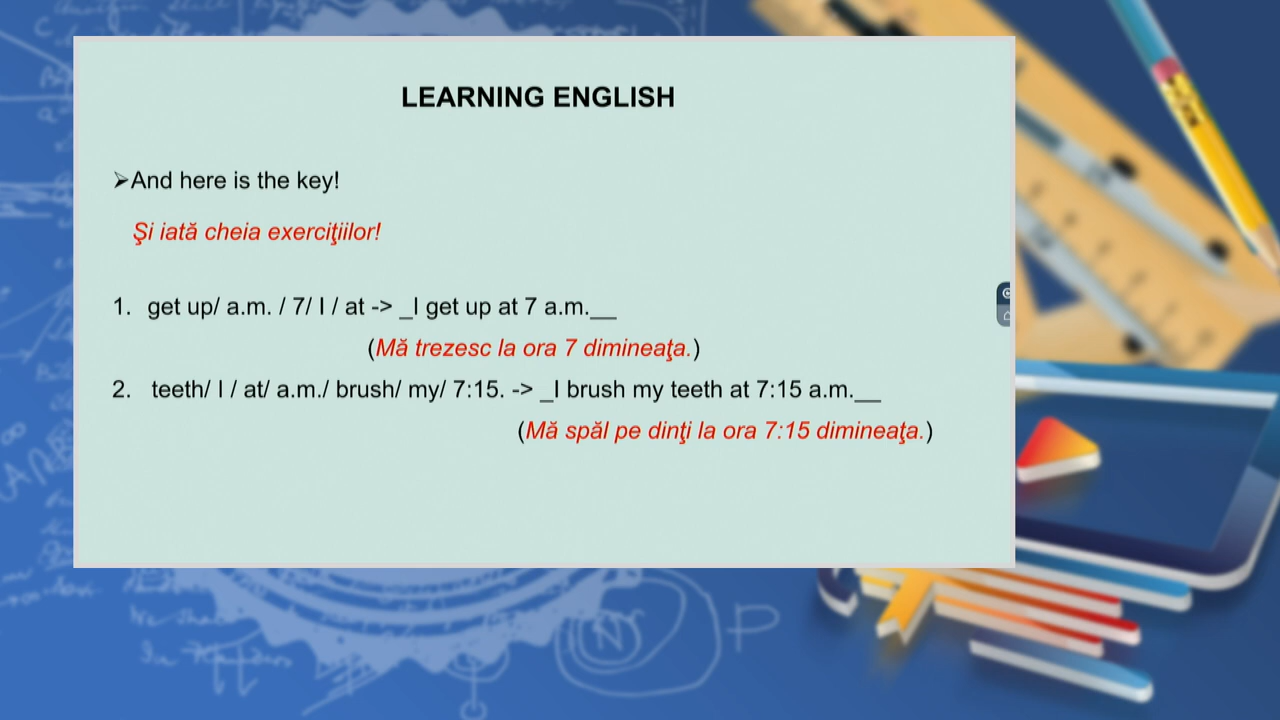 LEARNING ENGLISH
➢And here is the key!
Şi iată cheia exerciţiilor!
1. get up/ a.m. / 7/ I / at -> _I get up at 7 a.m.__
(Mă trezesc la ora 7 dimineaţa.)
2. teeth/ I / at/ a.m./ brush/ my/ 7:15. -> _I brush my teeth at 7:15 a.m.__
(Mă spăl pe dinţi la ora 7:15 dimineaţa.)
N
P